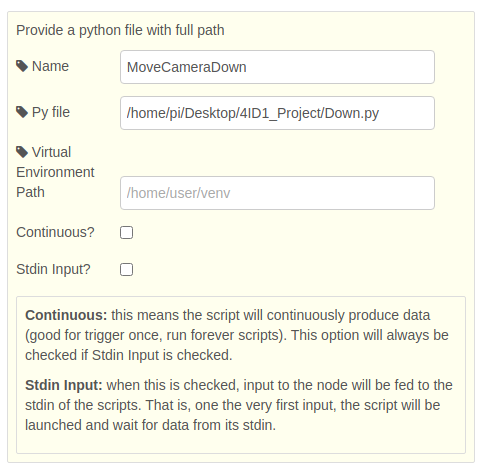 Provide a python file with full path
Name
MoveCameraDown
Py file
/home/pi/Desktop/4ID1_Project/Down.py
Virtual
Environment
Path
/home/user/venv
Continuous?
Stdin Input?
Continuous: this means the script will continuously produce data
(good for trigger once, run forever scripts). This option will always be
checked if Stdin Input is checked.
Stdin Input: when this is checked, input to the node will be fed to the
stdin of the scripts. That is, one the very first input, the script will be
launched and wait for data from its stdin.